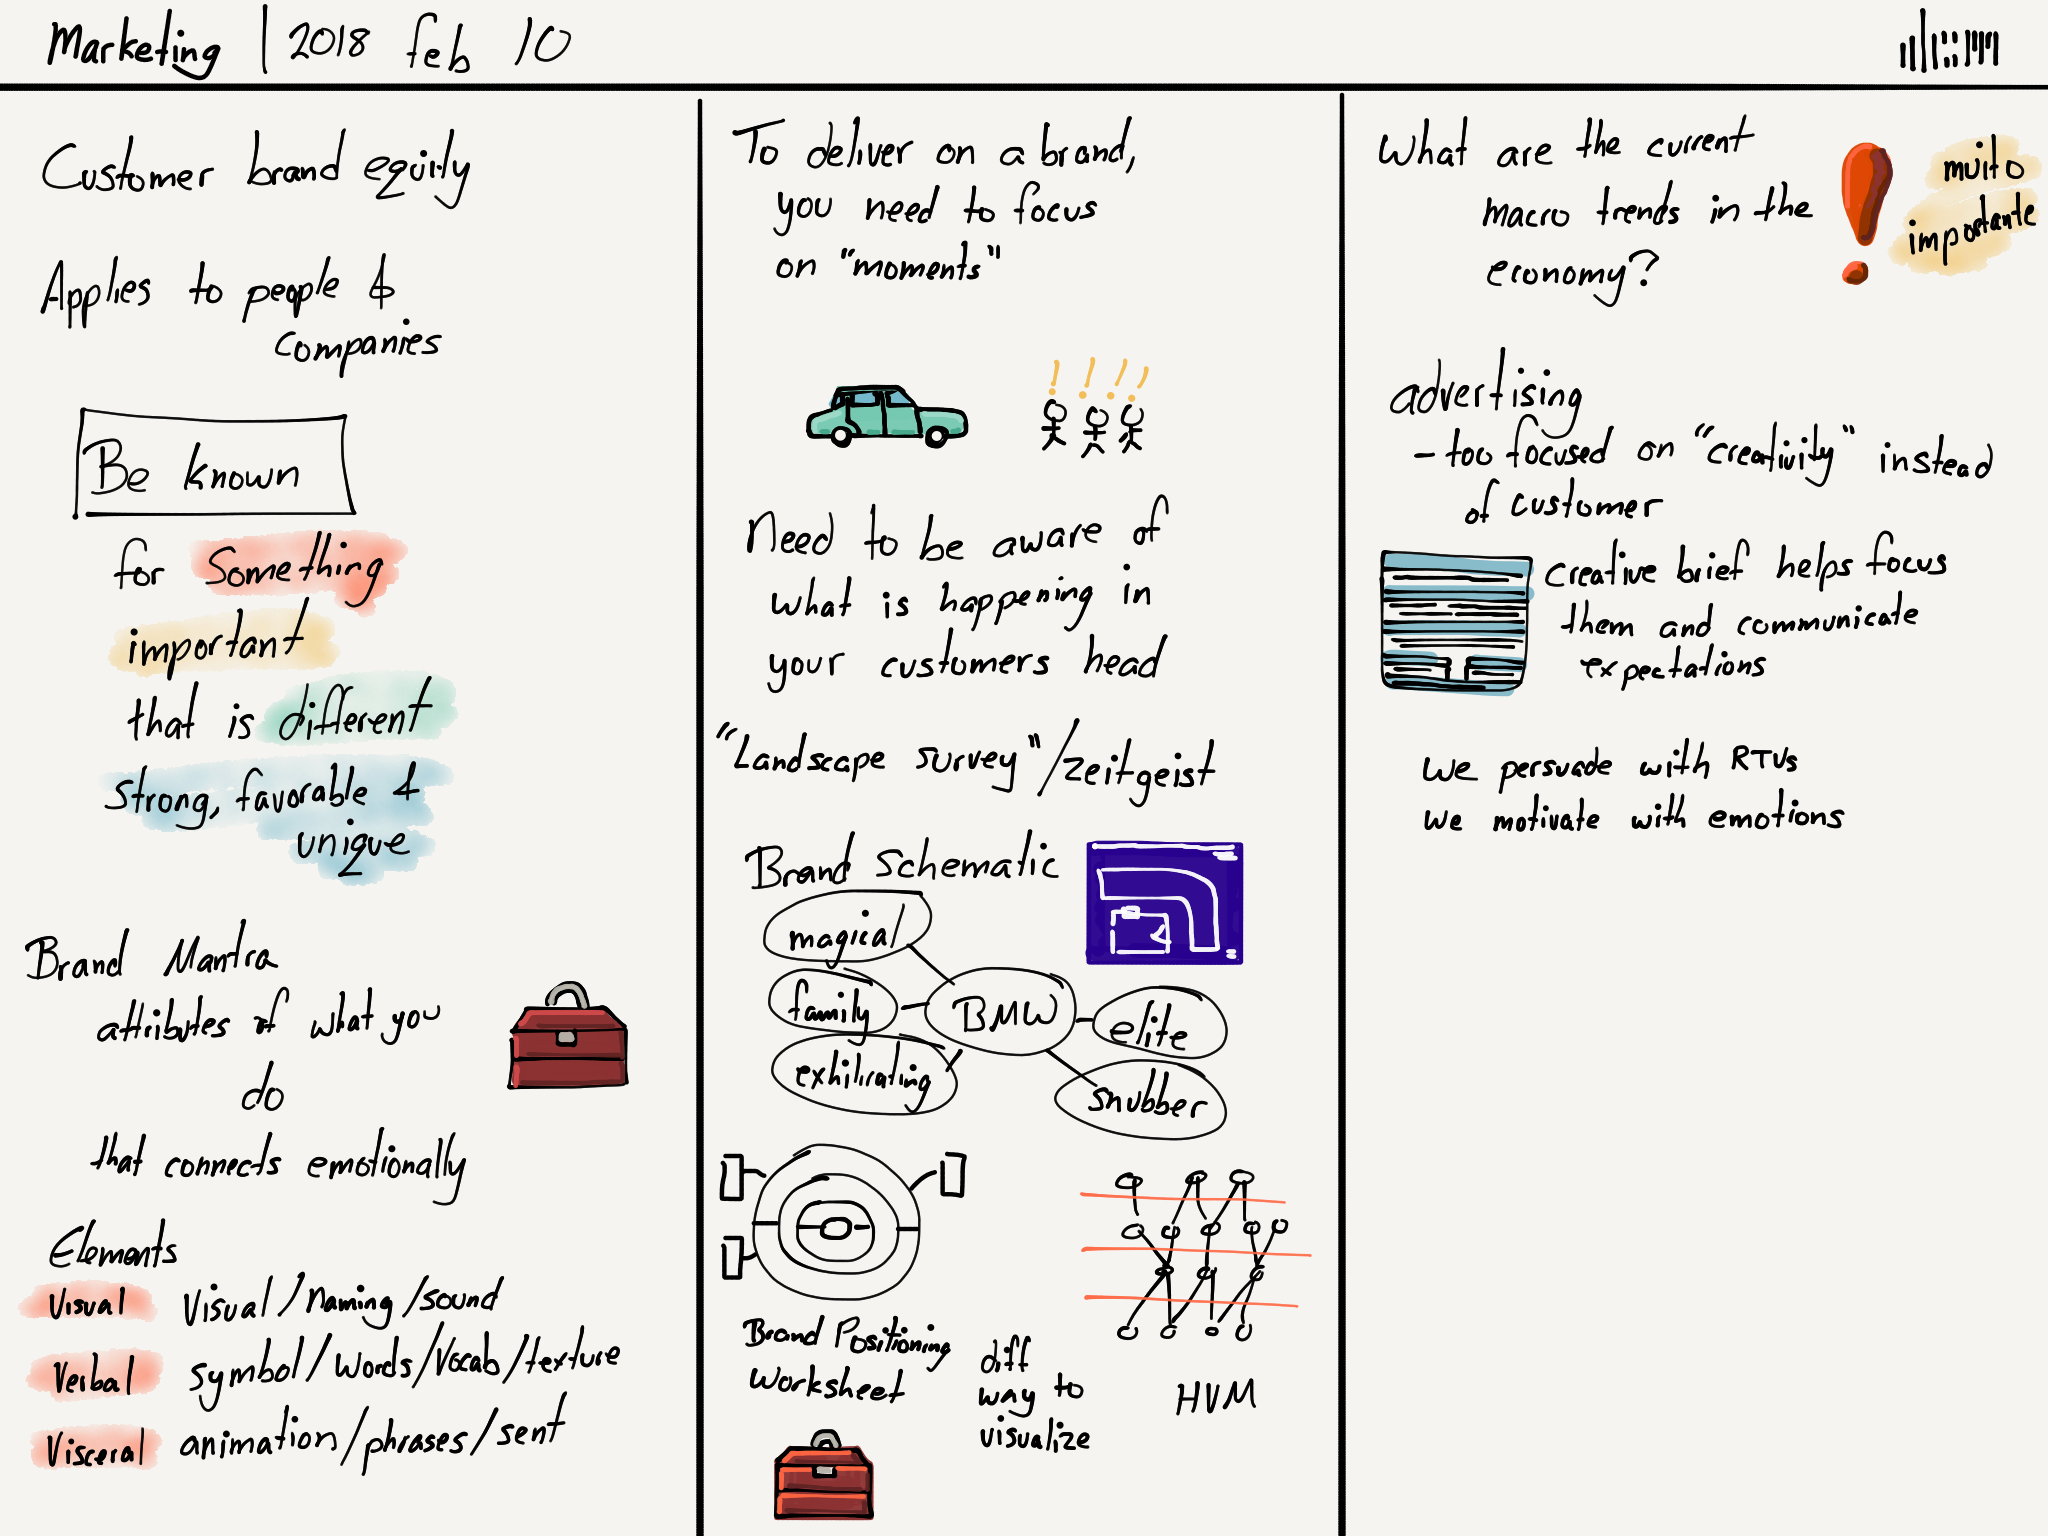 Marketing | 2018 feb 10
Customer brand equity
Applies to people &
companies
Be known
for something
important
that is different
strong, favorable &
unique
Brand Mantra
attributes of what you
do
that connects emotionally
Elements
Visual Visual/naming/sound
Verbal symbol/words/vocab/texture
Visceral animation/phrases/sent
To deliver on a brand,
you need to focus
on "moments"
! ! ! !
Need to be aware of
what is happening in
your customers head
"Landscape survey"/zeitgeist
Brand Schematic
magical
family
BMW
elite
exhilirating
snubber
Brand Positioning
Worksheet
diff
way to
visualize
HVM
What are the current
macro trends in the
economy?
muito
importante
advertising
- too focused on "creativity" instead
of customer
creative brief helps focus
them and communicate
expectations
We persuade with RTVs
We motivate with emotions